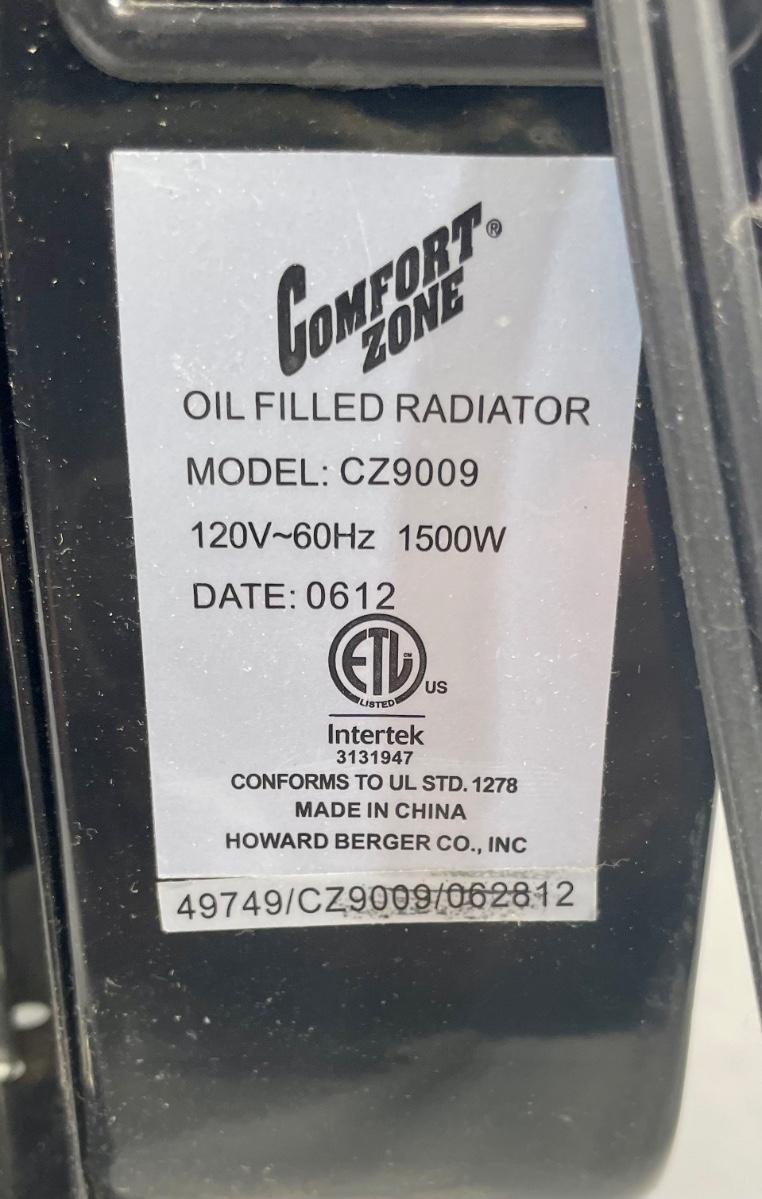 COMFORT ®
ZONE
OIL FILLED RADIATOR
MODEL: CZ9009
120V~60Hz 1500W
DATE: 0612
ETL CM
LISTED
US
Intertek
3131947
CONFORMS TO UL STD. 1278
MADE IN CHINA
HOWARD BERGER CO., INC
49749/CZ9009/062812